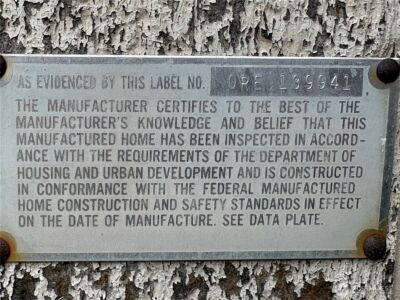 AS EVIDENCED BY THIS LABEL NO. ORE 139941
THE MANUFACTURER CERTIFIES TO THE BEST OF THE
MANUFACTURER'S KNOWLEDGE AND BELIEF THAT THIS
MANUFACTURED HOME HAS BEEN INSPECTED IN ACCORD-
ANCE WITH THE REQUIREMENTS OF THE DEPARTMENT OF
HOUSING AND URBAN DEVELOPMENT AND IS CONSTRUCTED
IN CONFORMANCE WITH THE FEDERAL MANUFACTURED
HOME CONSTRUCTION AND SAFETY STANDARDS IN EFFECT
ON THE DATE OF MANUFACTURE. SEE DATA PLATE.